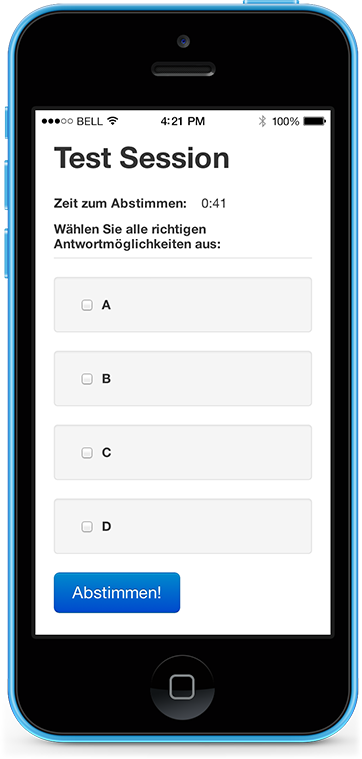 BELL 4:21 PM 100%
Test Session
Zeit zum Abstimmen: 0:41
Wählen Sie alle richtigen
Antwortmöglichkeiten aus:
A
B
C
D
Abstimmen!